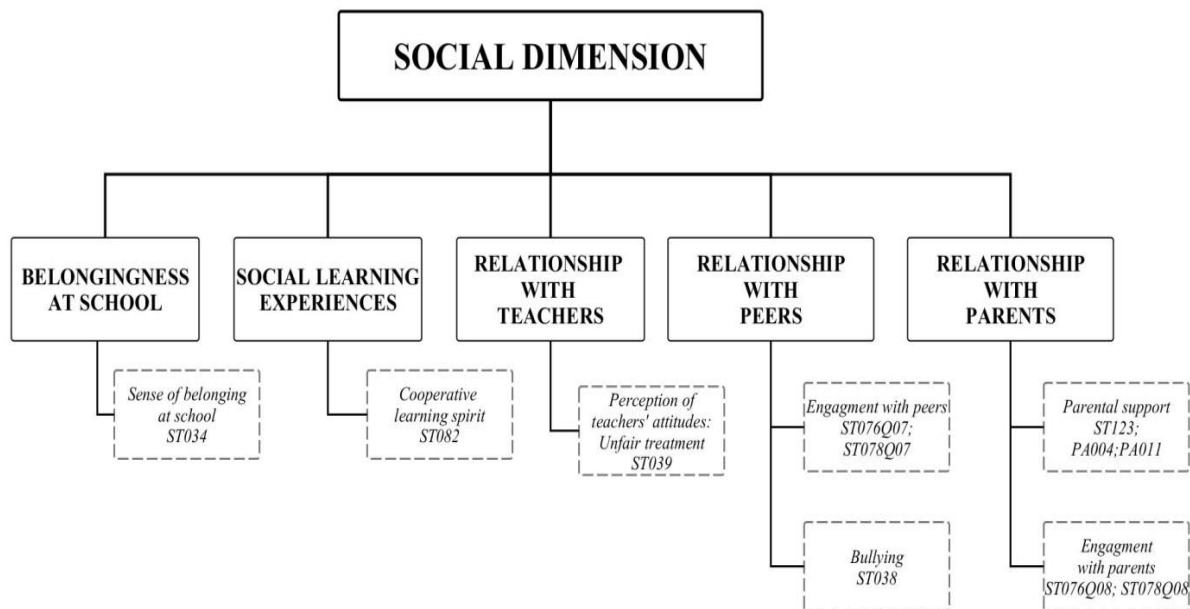 SOCIAL DIMENSION
BELONGINGNESS
AT SCHOOL
SOCIAL LEARNING
EXPERIENCES
RELATIONSHIP
WITH
TEACHERS
RELATIONSHIP
WITH
PEERS
RELATIONSHIP
WITH
PARENTS
Sense of belonging
at school
ST034
Cooperative
learning spirit
ST082
Perception of
teachers' attitudes:
Unfair treatment
ST039
Engagment with peers
ST076Q07;
ST078Q07
Parental support
ST123;
PA004;PA011
Bullying
ST038
Engagment
with parents
ST076Q08; ST078Q08